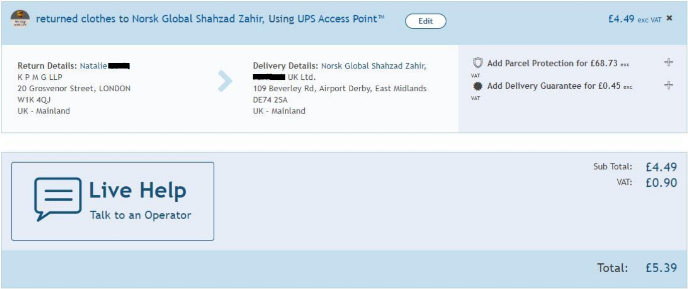 returned clothes to Norsk Global Shahzad Zahir, Using UPS Access Point™
Edit
£4.49 exc VAT ✖
Return Details: Natalie
K P M G LLP
20 Grosvenor Street, LONDON
W1K 4QJ
UK - Mainland
Delivery Details: Norsk Global Shahzad Zahir,
UK Ltd.
109 Beverley Rd, Airport Derby, East Midlands
DE74 2SA
UK - Mainland
Add Parcel Protection for £68.73 exc
VAT
Add Delivery Guarantee for £0.45 exc
VAT
Live Help
Talk to an Operator
Sub Total: £4.49
VAT: £0.90
Total: £5.39